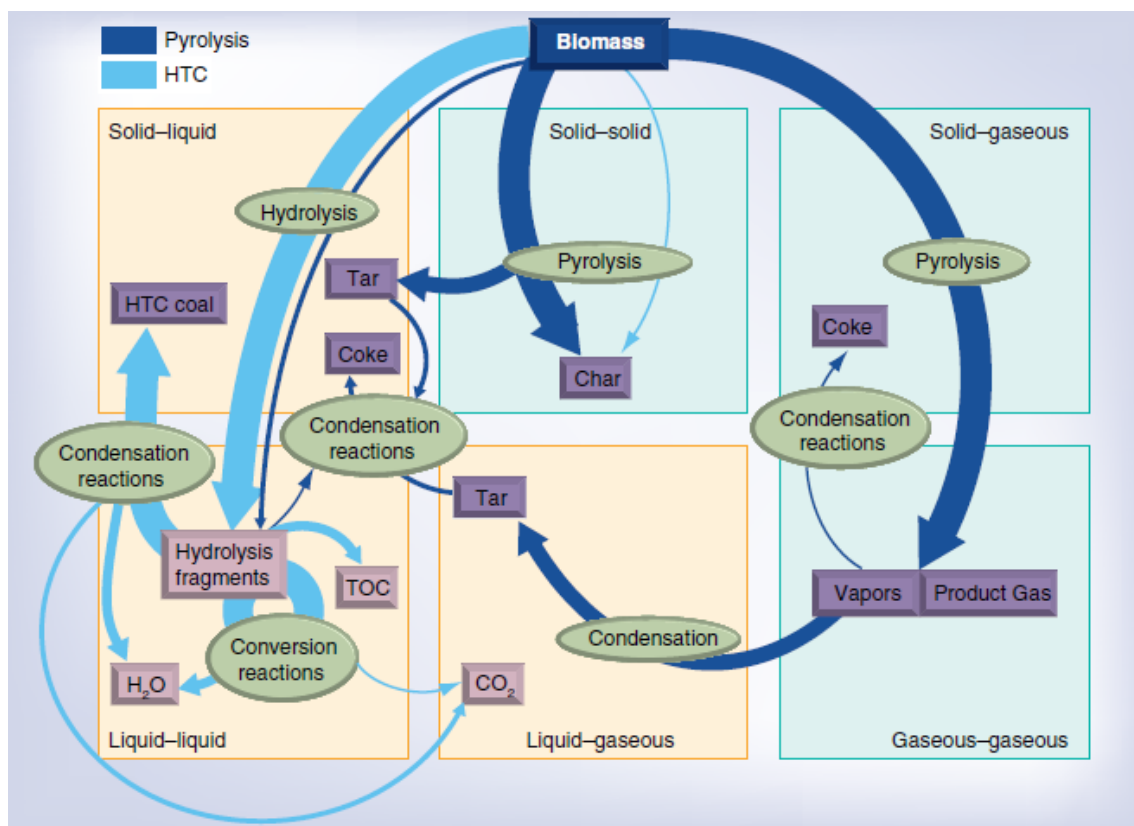 Pyrolysis
HTC
Biomass
Solid–liquid
Solid–solid
Solid–gaseous
Hydrolysis
Pyrolysis
Pyrolysis
Tar
HTC coal
Coke
Coke
Char
Condensation
reactions
Condensation
reactions
Condensation
reactions
Tar
Hydrolysis
fragments
TOC
Vapors
Product Gas
Condensation
Conversion
reactions
H₂O
CO₂
Liquid–liquid
Liquid–gaseous
Gaseous–gaseous